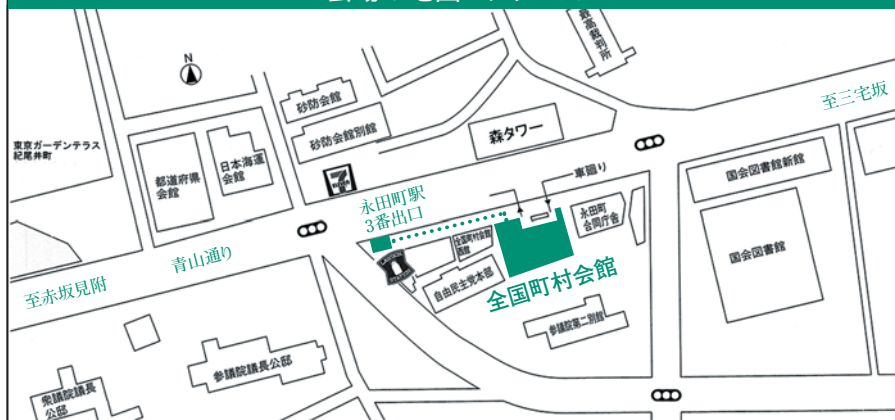 N
最高裁判所
至三宅坂
砂防会館
砂防会館別館
森タワー
東京ガーデンテラス
紀尾井町
都道府県
会館
日本海運
会館
車廻り
国会図書館新館
永田町駅
3番出口
永田町
合同庁舎
全国町村会館
西館
青山通り
国会図書館
自由民主党本部
全国町村会館
至赤坂見附
参議院第二別館
参議院議長公邸
衆議院議長
公邸